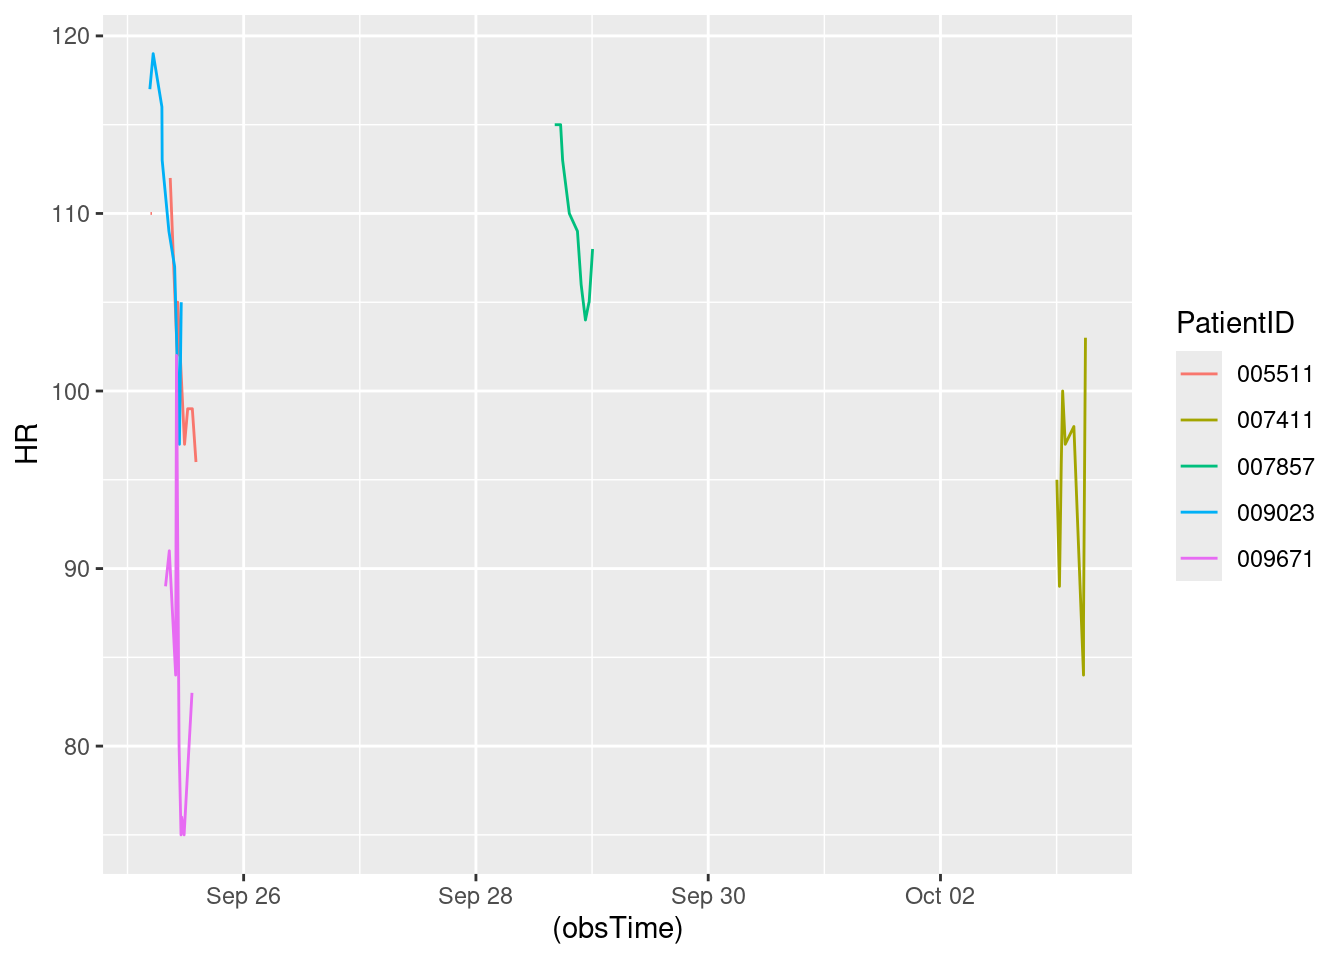 120
110
100
90
80
HR
Sep 26
Sep 28
Sep 30
Oct 02
(obsTime)
PatientID
005511
007411
007857
009023
009671